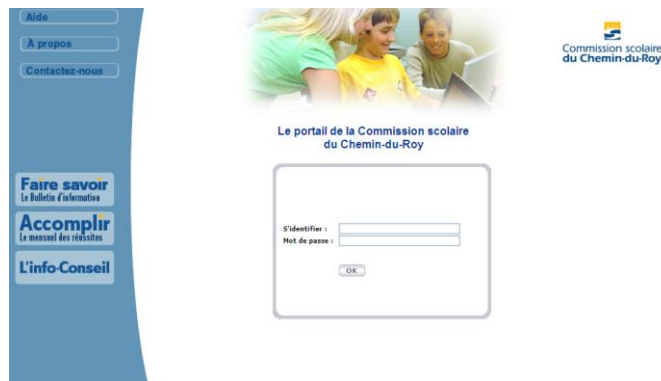 Aide
À propos
Contactez-nous
Commission scolaire
du Chemin-du-Roy
Le portail de la Commission scolaire
du Chemin-du-Roy
Faire savoir
Le Bulletin d'information
Accomplir
Le mensuel des réussites
L'info-Conseil
S'identifier :
Mot de passe :
OK